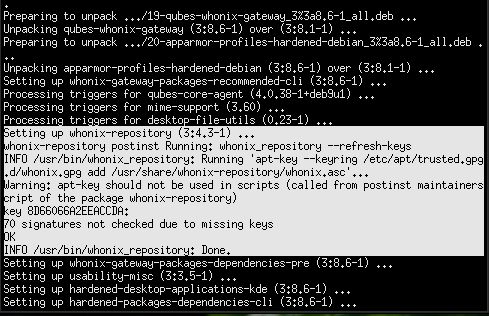 .
Preparing to unpack .../19-qubes-whonix-gateway_3%3a8.6-1_all.deb ...
Unpacking qubes-whonix-gateway (3:8.6-1) over (3:8.1-1) ...
Preparing to unpack .../20-apparmor-profiles-hardened-debian_3%3a8.6-1_all.deb .
..
Unpacking apparmor-profiles-hardened-debian (3:8.6-1) over (3:8.1-1) ...
Setting up whonix-gateway-packages-recommended-cli (3:8.6-1) ...
Processing triggers for qubes-core-agent (4.0.38-1+deb9u1) ...
Processing triggers for mime-support (3.60) ...
Processing triggers for desktop-file-utils (0.23-1) ...
Setting up whonix-repository (3:4.3-1) ...
whonix-repository postinst Running: whonix_repository --refresh-keys
INFO /usr/bin/whonix_repository: Running 'apt-key --keyring /etc/apt/trusted.gpg
.d/whonix.gpg add /usr/share/whonix-repository/whonix.asc'...
Warning: apt-key should not be used in scripts (called from postinst maintainers
cript of the package whonix-repository)
key 8D66066A2EEACCDA:
70 signatures not checked due to missing keys
OK
INFO /usr/bin/whonix_repository: Done.
Setting up whonix-gateway-packages-dependencies-pre (3:8.6-1) ...
Setting up usability-misc (3:3.5-1) ...
Setting up hardened-desktop-applications-kde (3:8.6-1) ...
Setting up hardened-packages-dependencies-cli (3:8.6-1) ...